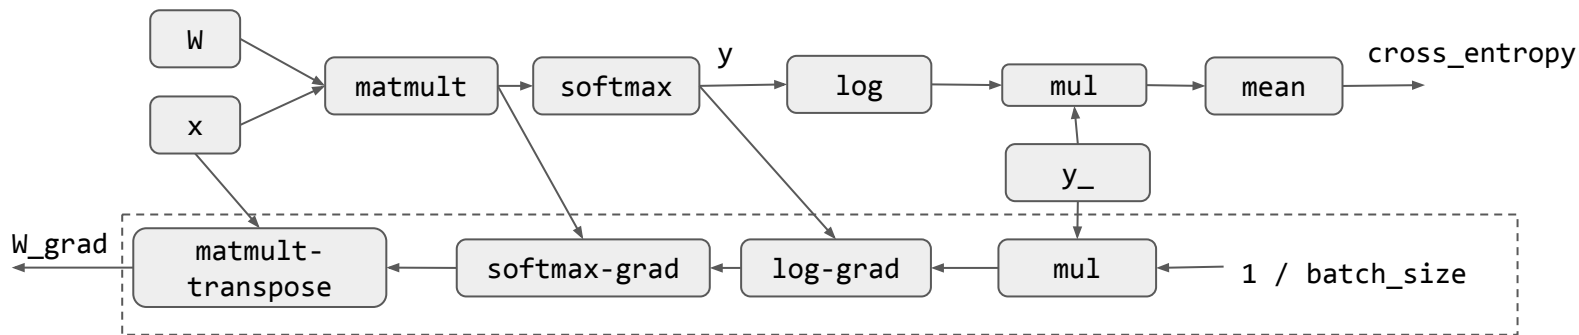 W
x
matmult
softmax
y
log
mul
mean
cross_entropy
y_
W_grad
matmult-
transpose
softmax-grad
log-grad
mul
1 / batch_size